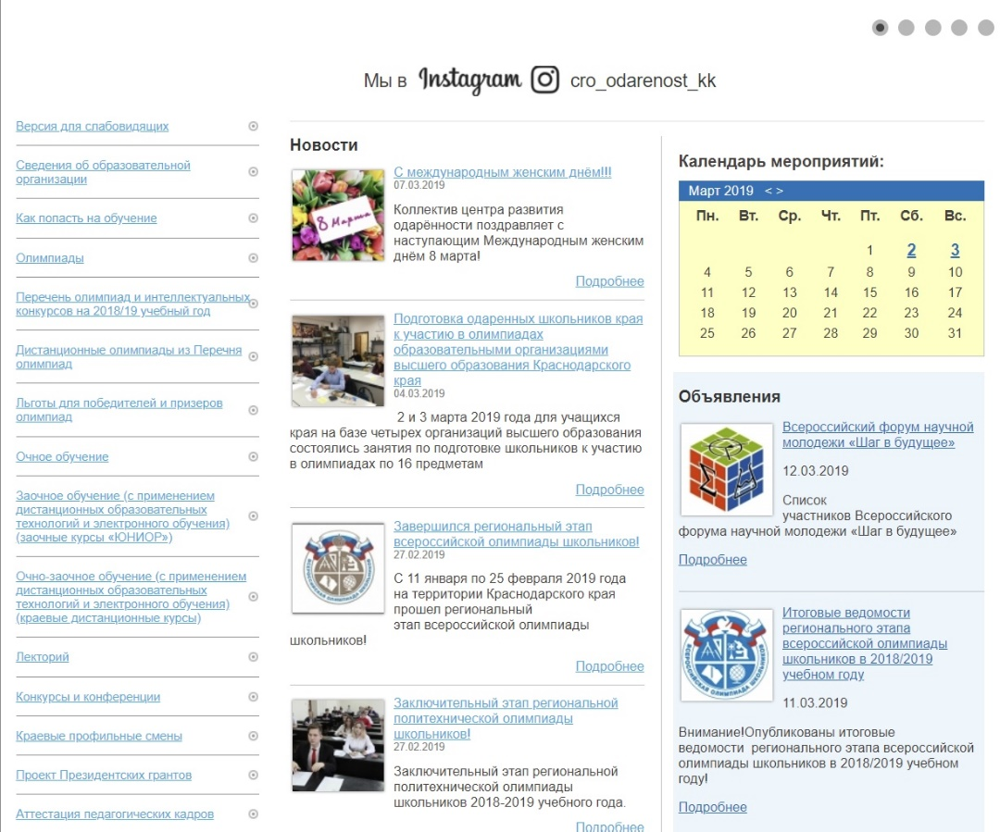 Мы в Instagram cro_odarenost_kk
Версия для слабовидящих
Сведения об образовательной
организации
Как попасть на обучение
Олимпиады
Перечень олимпиад и интеллектуальных
конкурсов на 2018/19 учебный год
Дистанционные олимпиады из Перечня
олимпиад
Льготы для победителей и призеров
олимпиад
Очное обучение
Заочное обучение (с применением
дистанционных образовательных
технологий и электронного обучения)
(заочные курсы «ЮНИОР»)
Очно-заочное обучение (с применением
дистанционных образовательных
технологий и электронного обучения)
(краевые дистанционные курсы)
Лекторий
Конкурсы и конференции
Краевые профильные смены
Проект Президентских грантов
Аттестация педагогических кадров
Новости
8 Марта
С международным женским днём!!!
07.03.2019
Коллектив центра развития
одарённости поздравляет с
наступающим Международным женским
днём 8 марта!
Подробнее
Подготовка одаренных школьников края
к участию в олимпиадах
образовательными организациями
высшего образования Краснодарского
края
04.03.2019
2 и 3 марта 2019 года для учащихся
края на базе четырех организаций высшего образования
состоялись занятия по подготовке школьников к участию
в олимпиадах по 16 предметам
Подробнее
ВСЕРОССИЙСКАЯ ОЛИМПИАДА ШКОЛЬНИКОВ
Завершился региональный этап
всероссийской олимпиады школьников!
27.02.2019
С 11 января по 25 февраля 2019 года
на территории Краснодарского края
прошел региональный
этап всероссийской олимпиады
школьников!
Подробнее
Заключительный этап региональной
политехнической олимпиады
школьников!
27.02.2019
Заключительный этап региональной
политехнической олимпиады
школьников 2018-2019 учебного года.
Подробнее
Календарь мероприятий:
Март 2019 < >
Пн. Вт. Ср. Чт. Пт. Сб. Вс.
1 2 3
4 5 6 7 8 9 10
11 12 13 14 15 16 17
18 19 20 21 22 23 24
25 26 27 28 29 30 31
Объявления
Σ
Всероссийский форум научной
молодежи «Шаг в будущее»
12.03.2019
Список
участников Всероссийского
форума научной молодежи «Шаг в будущее»
Подробнее
ВСЕРОССИЙСКАЯ ОЛИМПИАДА ШКОЛЬНИКОВ
Итоговые ведомости
регионального этапа
всероссийской олимпиады
школьников в 2018/2019
учебном году
11.03.2019
Внимание!Опубликованы итоговые
ведомости регионального этапа всероссийской
олимпиады школьников в 2018/2019 учебном
году!
Подробнее